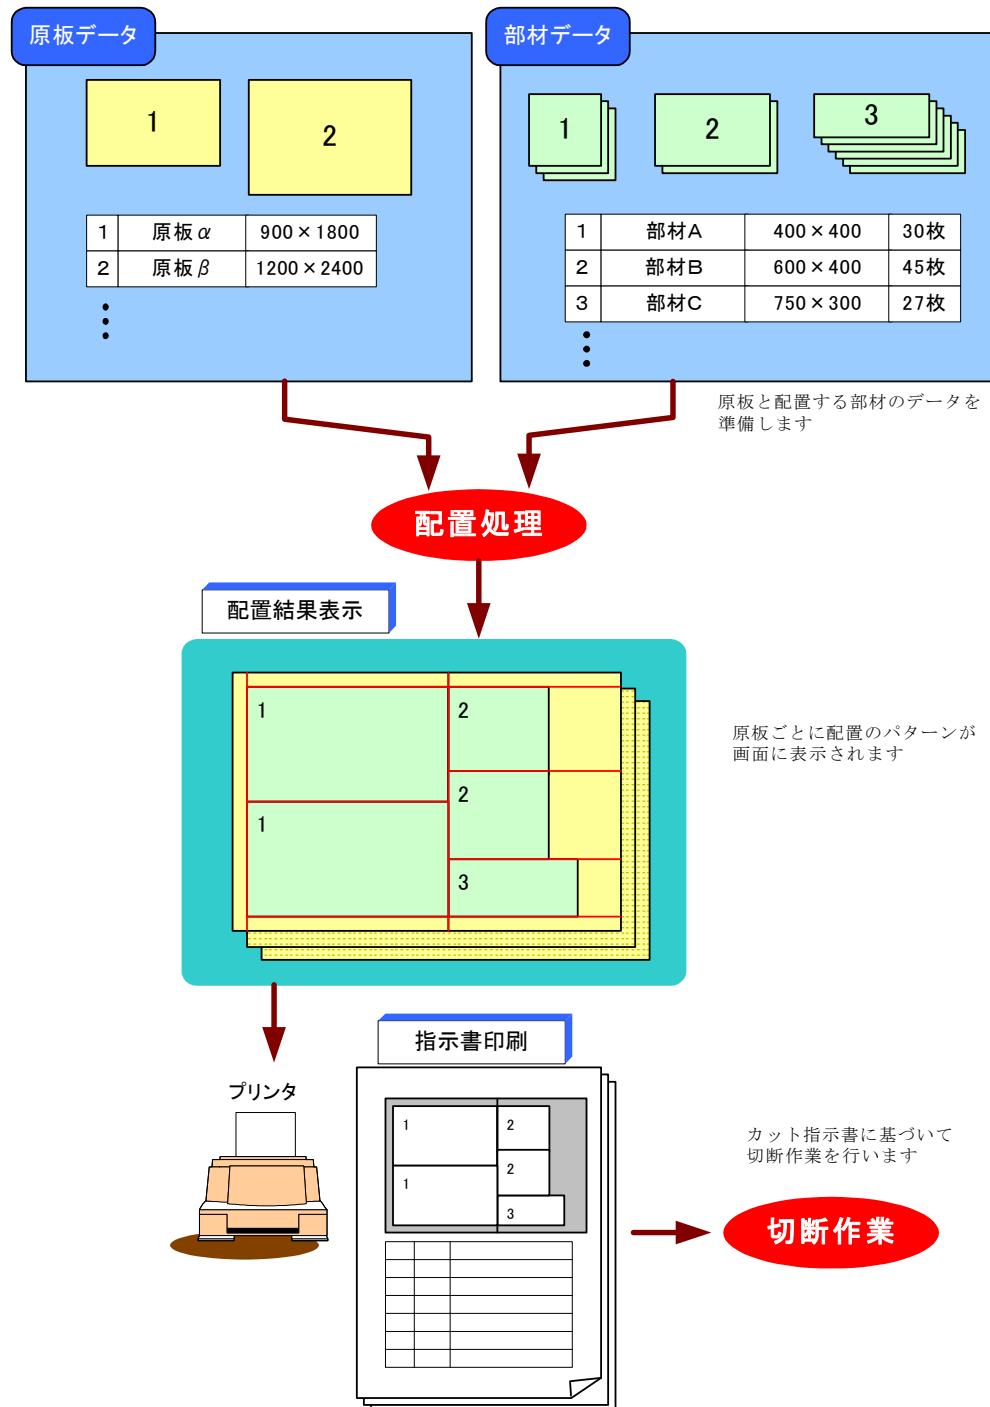 原板データ
1
2
1 原板α 900×1800
2 原板β 1200×2400
部材データ
1
2
3
1 部材A 400×400 30枚
2 部材B 600×400 45枚
3 部材C 750×300 27枚
原板と配置する部材のデータを
準備します
配置処理
配置結果表示
1
2
2
1
3
原板ごとに配置のパターンが
画面に表示されます
指示書印刷
プリンタ
1
2
2
1
3
カット指示書に基づいて
切断作業を行います
切断作業